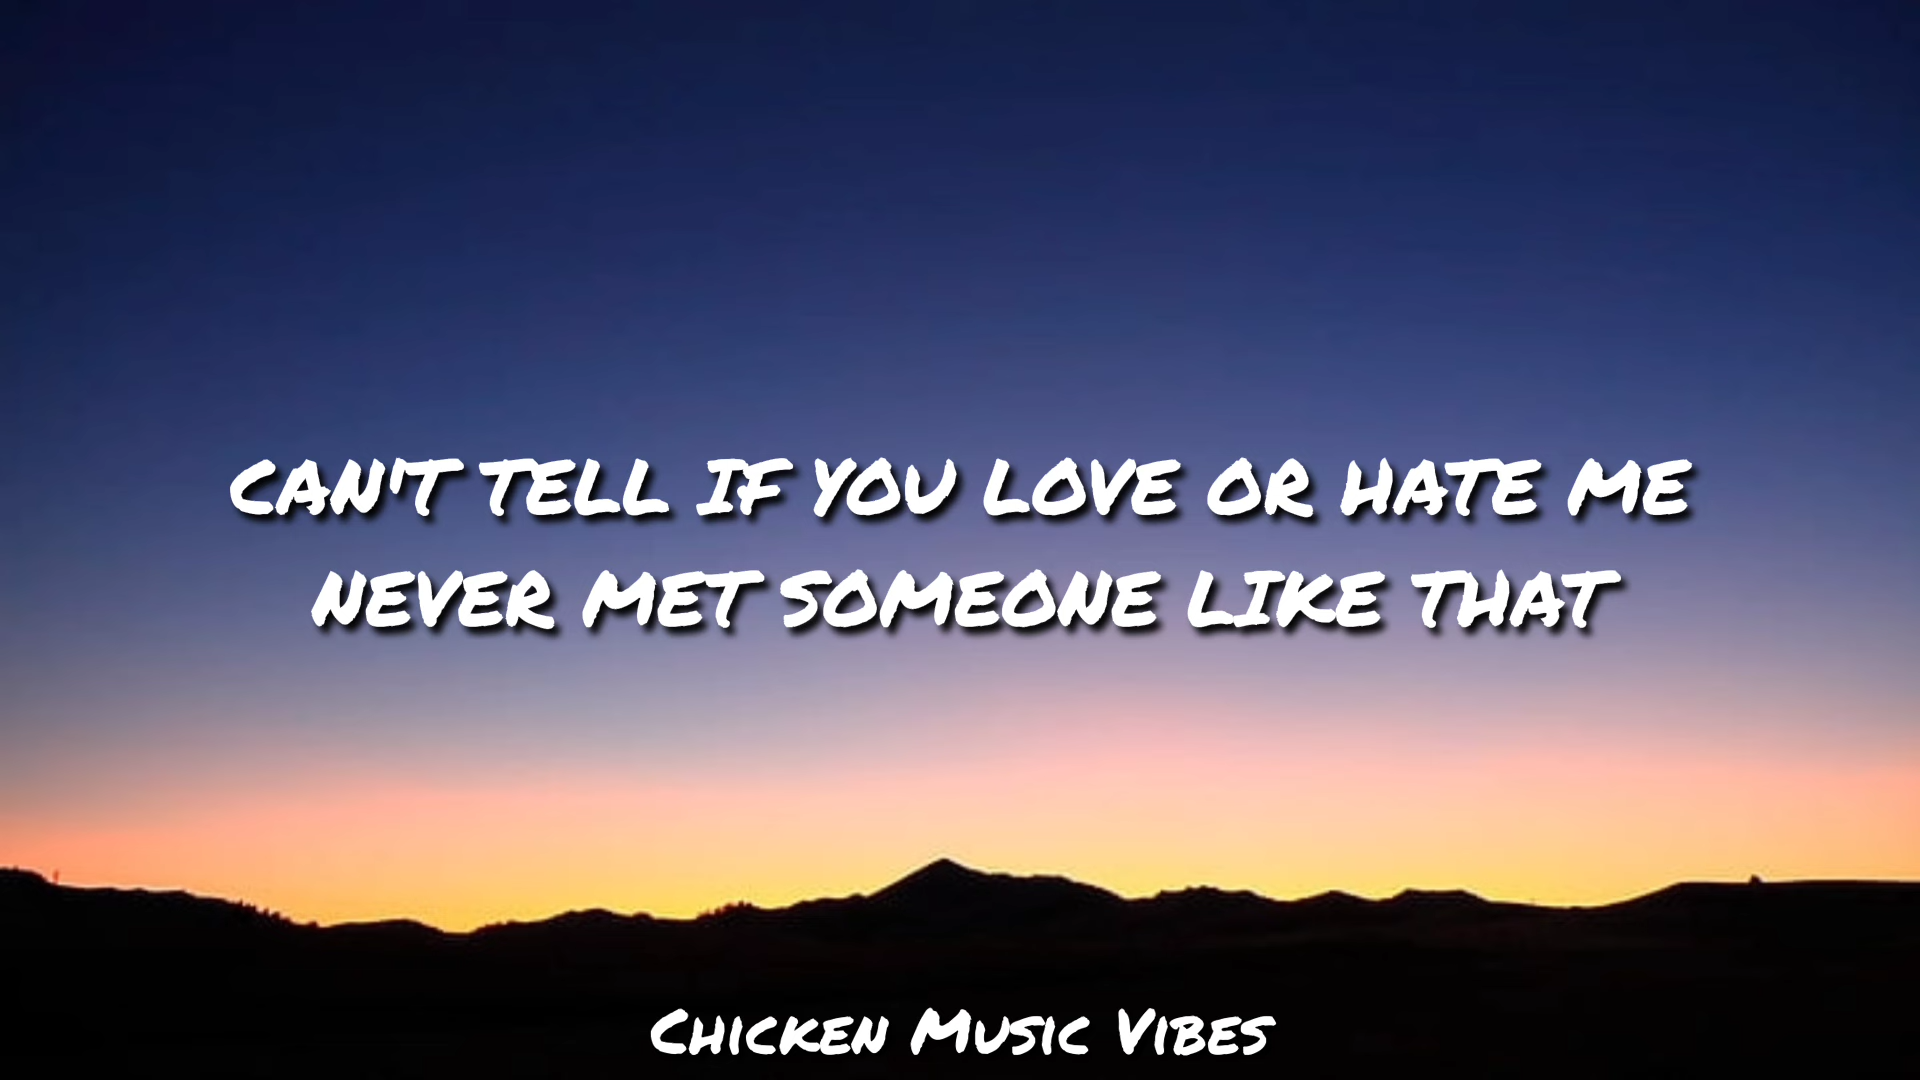 CAN'T TELL IF YOU LOVE OR HATE ME
NEVER MET SOMEONE LIKE THAT
CHICKEN MUSIC VIBES